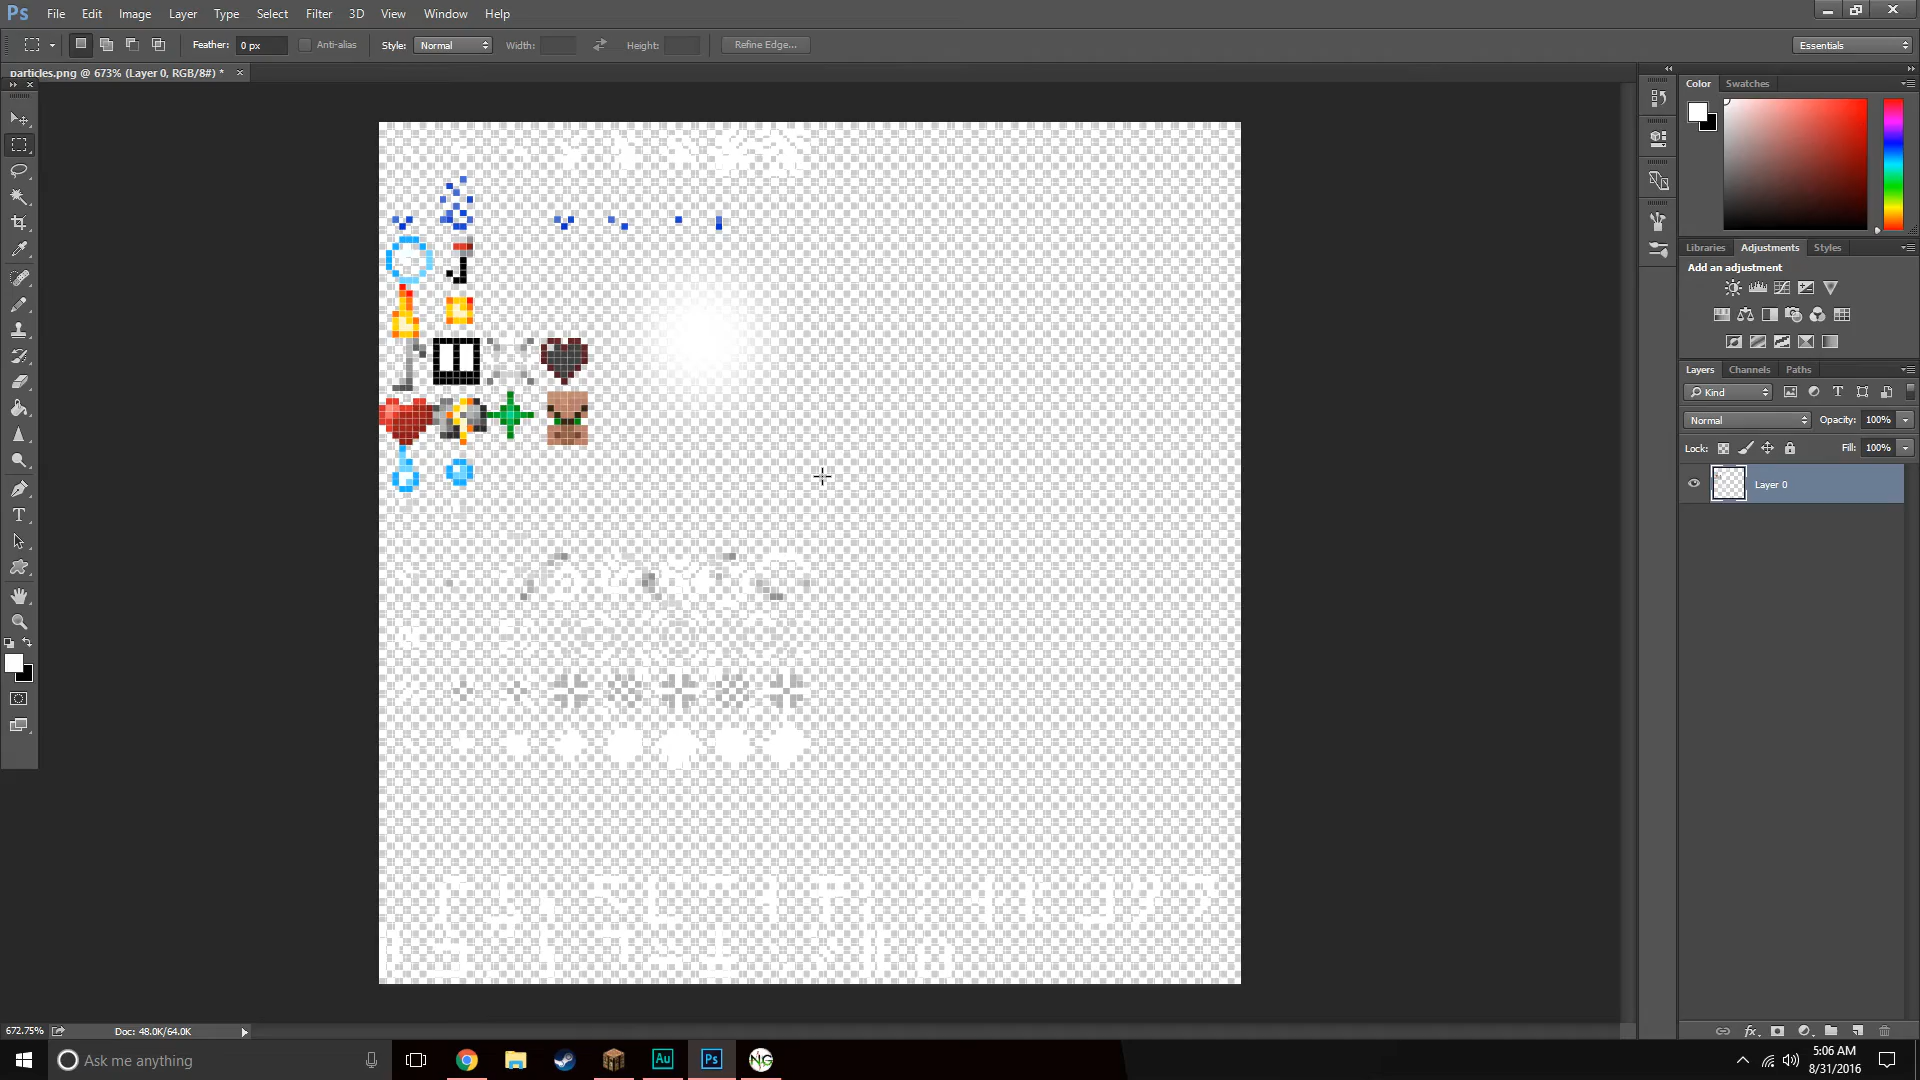 Ps File Edit Image Layer Type Select Filter 3D View Window Help
Feather: 0 px Anti-alias Style: Normal Width: Height: Refine Edge... Essentials
particles.png @ 673% (Layer 0, RGB/8#) * ×
Color Swatches
Libraries Adjustments Styles
Add an adjustment
Layers Channels Paths
Kind
Normal Opacity: 100%
Lock: Fill: 100%
Layer 0
672.75% Doc: 48.0K/64.0K
Ask me anything
Au Ps NG
5:06 AM
8/31/2016